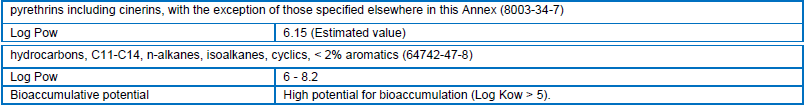 pyrethrins including cinerins, with the exception of those specified elsewhere in this Annex (8003-34-7)
Log Pow 6.15 (Estimated value)
hydrocarbons, C11-C14, n-alkanes, isoalkanes, cyclics, < 2% aromatics (64742-47-8)
Log Pow 6 - 8.2
Bioaccumulative potential High potential for bioaccumulation (Log Kow > 5).